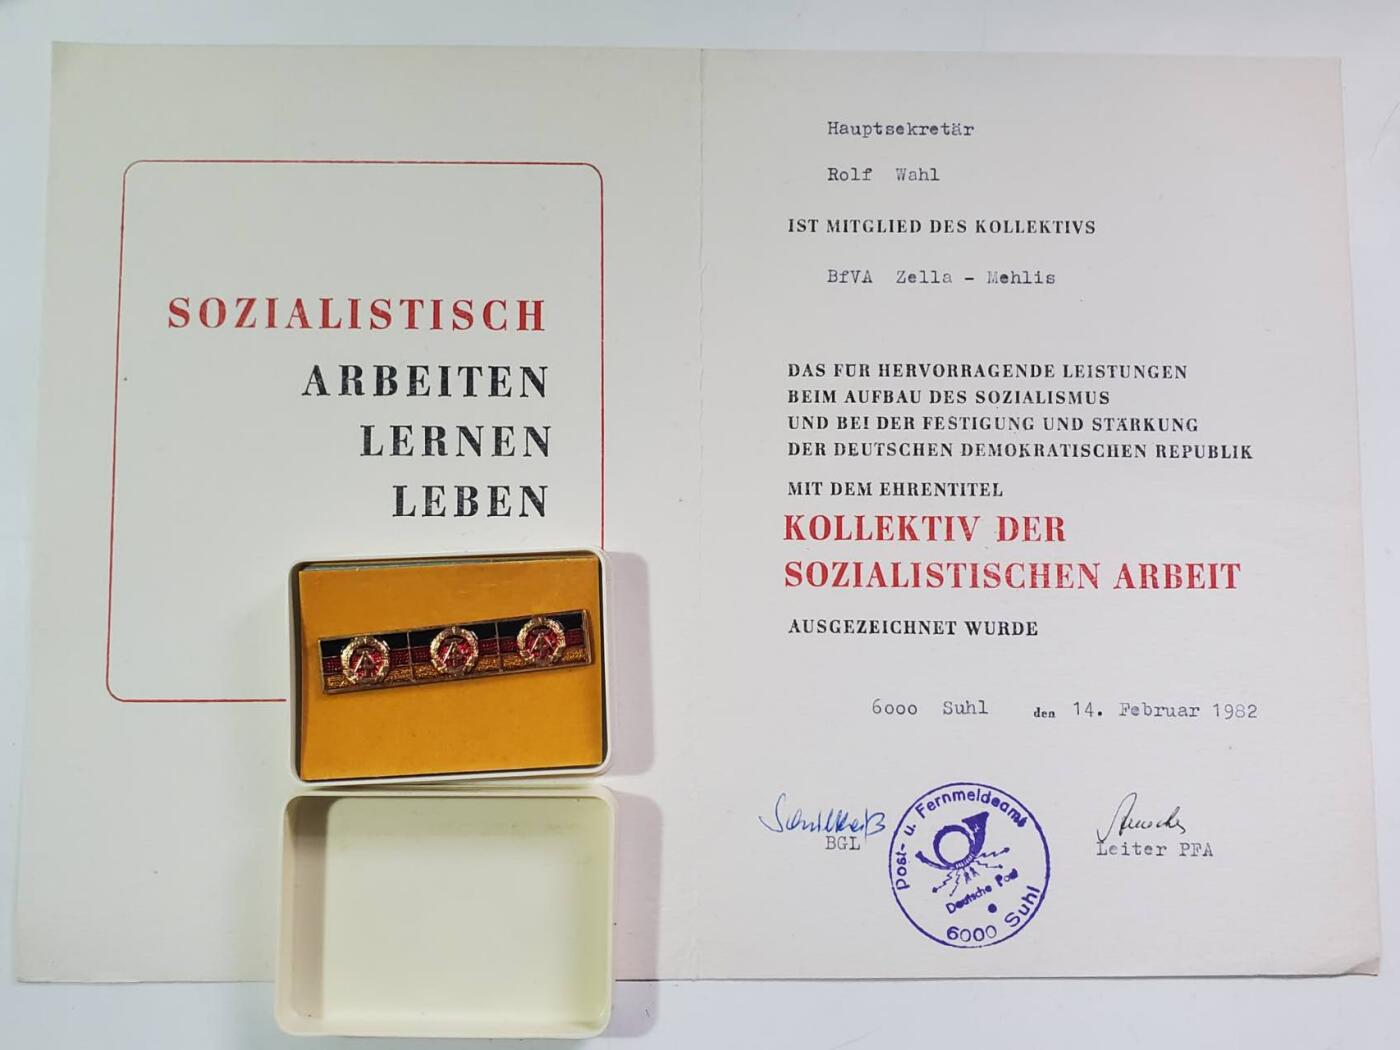 SOZIALISTISCH
ARBEITEN
LERNEN
LEBEN
Hauptsekretär
Rolf Wahl
IST MITGLIED DES KOLLEKTIVS
BfVA Zella - Mehlis
DAS FÜR HERVORRAGENDE LEISTUNGEN
BEIM AUFBAU DES SOZIALISMUS
UND BEI DER FESTIGUNG UND STÄRKUNG
DER DEUTSCHEN DEMOKRATISCHEN REPUBLIK
MIT DEM EHRENTITEL
KOLLEKTIV DER
SOZIALISTISCHEN ARBEIT
AUSGEZEICHNET WURDE
6000 Suhl den 14. Februar 1982
BGL
Post- u. Fernmeldeamt
Deutsche Post
6000 Suhl
Leiter PFA